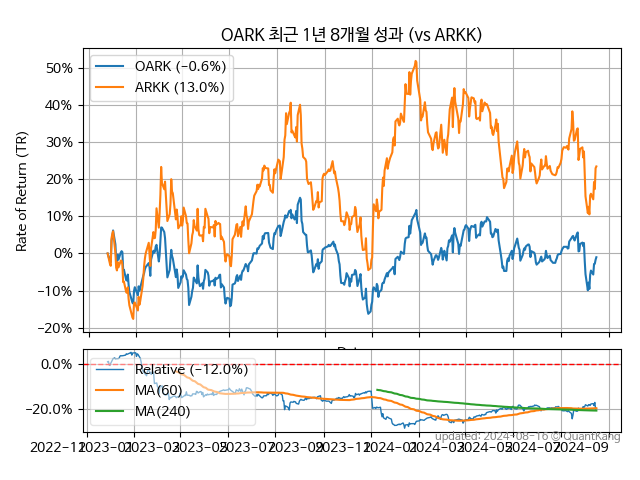 OARK 최근 1년 8개월 성과 (vs ARKK)
OARK (−0.6%)
ARKK (13.0%)
Rate of Return (TR)
50%
40%
30%
20%
10%
0%
−10%
−20%
Relative (−12.0%)
MA(60)
MA(240)
0.0%
−20.0%
updated: 2024-08-16 © QuantKang
2022-11
2023-01
2023-03
2023-05
2023-07
2023-09
2023-11
2024-01
2024-03
2024-05
2024-07
2024-09